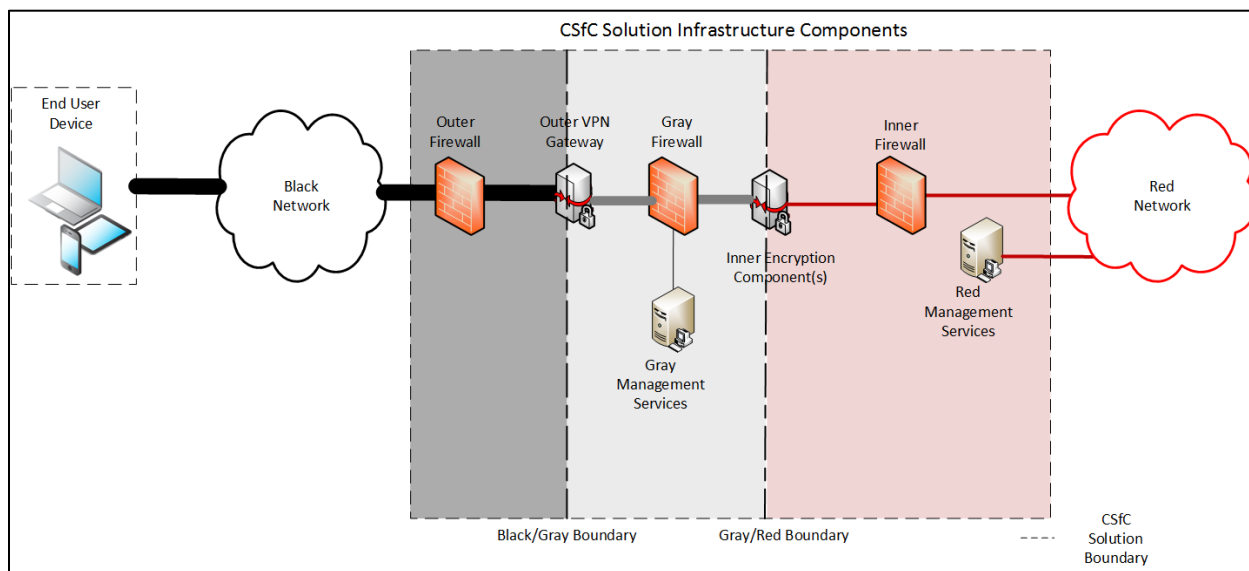 CSfC Solution Infrastructure Components
End User
Device
Black
Network
Outer
Firewall
Outer VPN
Gateway
Gray
Firewall
Gray
Management
Services
Inner Encryption
Component(s)
Inner
Firewall
Red
Management
Services
Red
Network
Black/Gray Boundary
Gray/Red Boundary
CSfC
Solution
Boundary